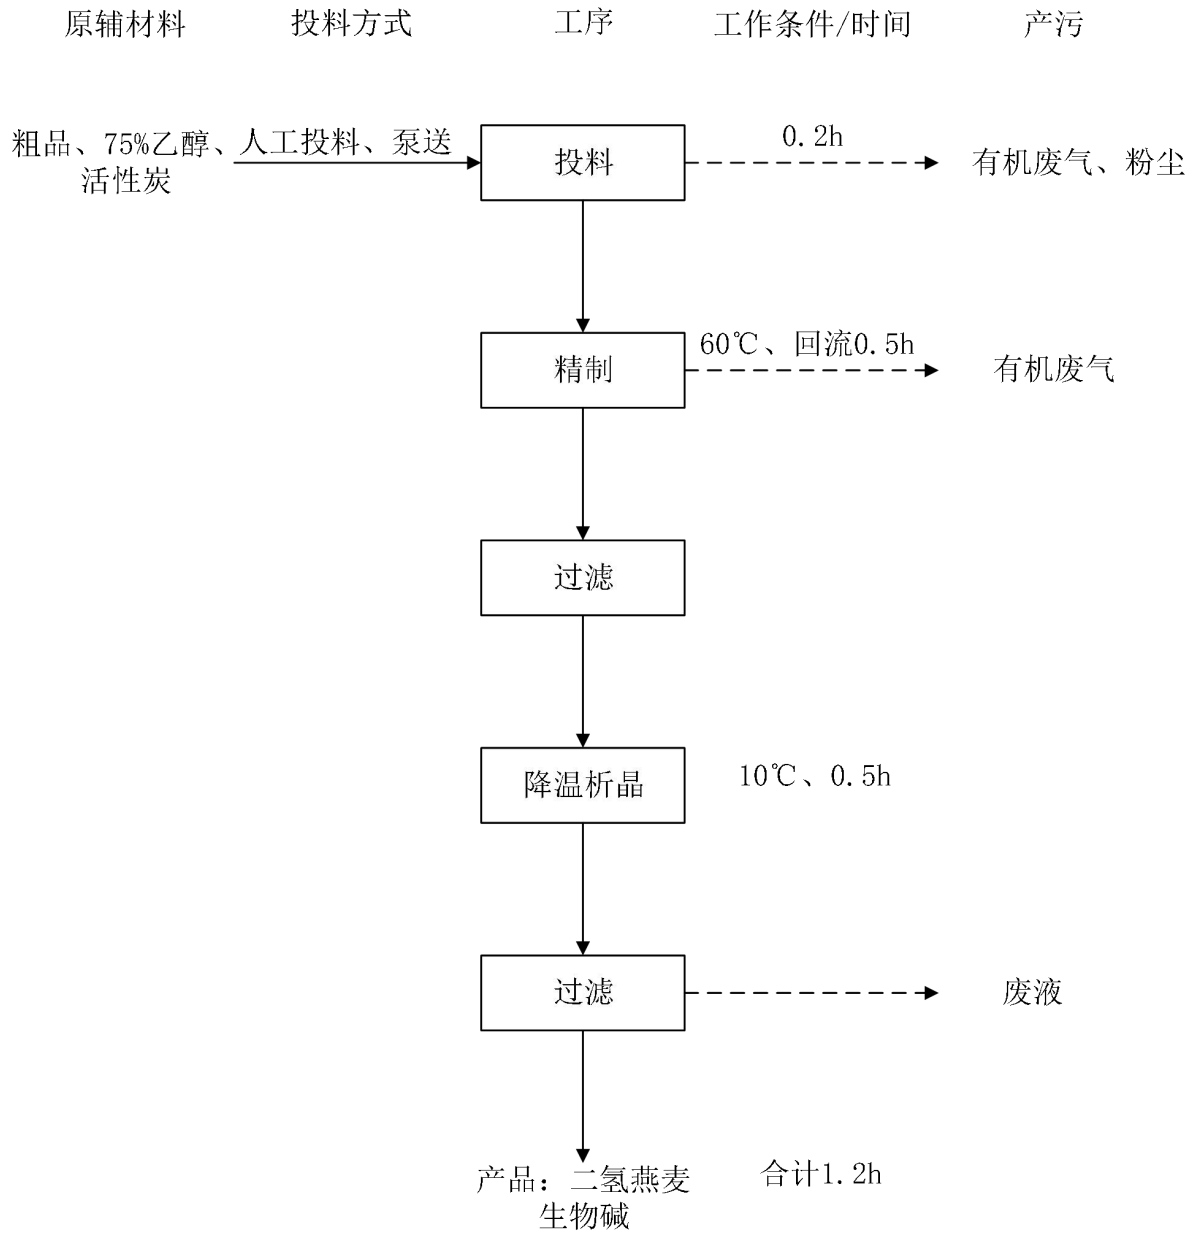 原辅材料 投料方式 工序 工作条件/时间 产污
粗品、75%乙醇、
活性炭
人工投料、泵送
投料
0.2h
有机废气、粉尘
精制
60℃、回流0.5h
有机废气
过滤
降温析晶
10℃、0.5h
过滤
废液
产品：二氢燕麦
生物碱
合计1.2h